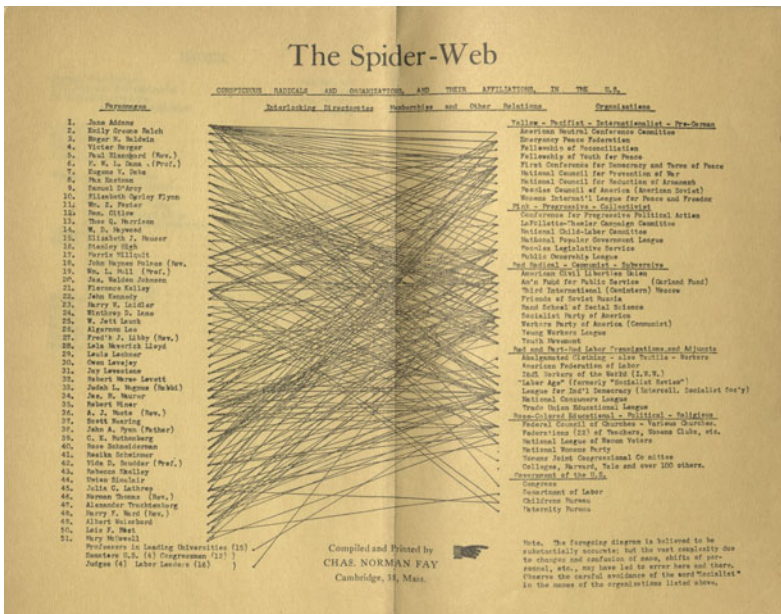 The Spider-Web
CONSPICUOUS RADICALS AND ORGANIZATIONS, AND THEIR AFFILIATIONS, IN THE U.S.
Personages
Interlocking Directorates Memberships and Other Relations
Organizations
1. Jane Addams
2. Emily Greene Balch
3. Roger N. Baldwin
4. Victor Berger
5. Paul Blanshard (Rev.)
6. (Prof.)
7. Eugene V. Debs
8. Max Eastman
9. Samuel D'Arcy
10. Elizabeth Gurley Flynn
11. Wm. Z. Foster
12. Ben. Gitlow
13. Thos Q. Harrison
14. W. D. Haywood
15. Elizabeth J. Hauser
16. Stanley High
17. Morris Hillquit
18. John Haynes Holmes (Rev.
19. Wm. I. Hull (Prof.)
20. Jas. Weldon Johnson
21. Florence Kelley
22. John Kennedy
23. Harry W. Laidler
24. Winthrop D. Lane
25. W. Jett Lauck
26. Algernon Lee
27. Fred'k J. Libby (Rev.)
28. Lola Maverick Lloyd
29. Louis Lochner
30. Owen Lovejoy
31. Jay Lovestone
32. Robert Morss Lovett
33. Judah L. Magnes (Rabbi)
34. Jas. H. Maurer
35. Robert Minor
36. A. J. Muste (Rev.)
37. Scott Nearing
38. John A. Ryan (Father)
39. C. E. Ruthenberg
40. Rose Schneiderman
41. Rosika Schwimmer
42. Vida D. Scudder (Prof.)
43. Rebecca Shelley
44. Upton Sinclair
45. Julia C. Lathrop
46. Norman Thomas (Rev.)
47. Alexander Trachtenberg
48. Harry F. Ward (Rev.)
49. Albert Weisbord
50. Lois F. West
51. Mary McDowell
Professors in Leading Universities (15)
Senators U.S. (4) Congressmen (12) )
Judges (4) Labor Leaders (16) )
Yellow - Pacifist - Internationalist - Pro-German
American Neutral Conference Committee
Emergency Peace Federation
Fellowship of Reconciliation
Fellowship of Youth for Peace
First Conference for Democracy and Terms of Peace
National Council for Prevention of War
National Council for Reduction of Armament
Peoples Council of America (American Soviet)
Womens Internat'l League for Peace and Freedom
Pink - Progressive - Collectivist
Conference for Progressive Political Action
LaFollette-Wheeler Campaign Committee
National Child-Labor Committee
National Popular Government League
Peoples Legislative Service
Public Ownership League
Red Radical - Communist - Subversive
American Civil Liberties Union
Am'n Fund for Public Service (Garland Fund)
Third International (Comintern) Moscow
Friends of Soviet Russia
Rand School of Social Science
Socialist Party of America
Workers Party of America (Communist)
Young Workers League
Youth Movement
Red and Part-Red Labor Organizations and Adjuncts
Amalgamated Clothing - also Textile - Workers
American Federation of Labor
Ind'l Workers of the World (I.W.W.)
"Labor Age" (formerly "Socialist Review")
League for Ind'l Democracy (Intercoll. Socialist Soc'y)
National Consumers League
Trade Union Educational League
Rose-Colored Educational - Political - Religious
Federal Council of Churches - Various Churches.
Federations (22) of Teachers, Womens Clubs, etc.
National League of Women Voters
National Womens Party
Womens Joint Congressional Committee
Colleges, Harvard, Yale and over 100 others.
Government of the U.S.
Congress
Department of Labor
Childrens Bureau
Maternity Bureau
Compiled and Printed by
CHAS. NORMAN FAY
Cambridge, 38, Mass.
Note. The foregoing diagram is believed to be
substantially accurate; but the vast complexity due
to changes and confusion of name, shifts of per-
sonnel, etc., may have led to error here and there.
Observe the careful avoidance of the word "Socialist"
in the names of the organizations listed above.